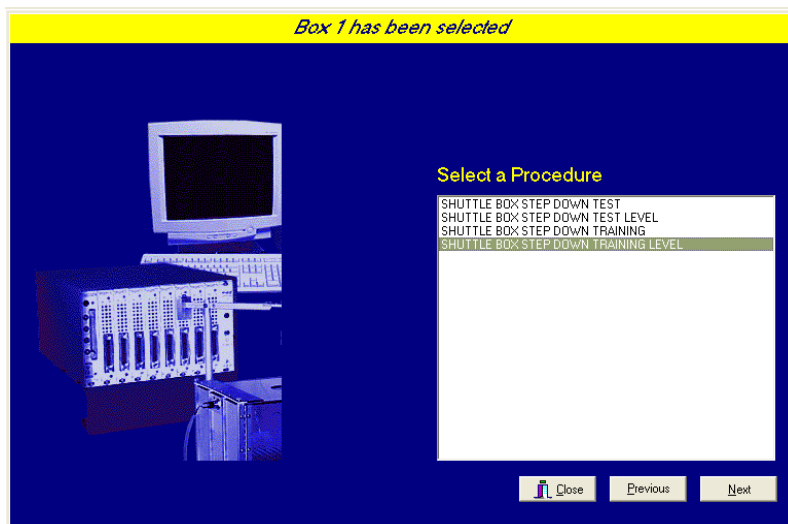 Box 1 has been selected
Select a Procedure
SHUTTLE BOX STEP DOWN TEST
SHUTTLE BOX STEP DOWN TEST LEVEL
SHUTTLE BOX STEP DOWN TRAINING
SHUTTLE BOX STEP DOWN TRAINING LEVEL
Close Previous Next